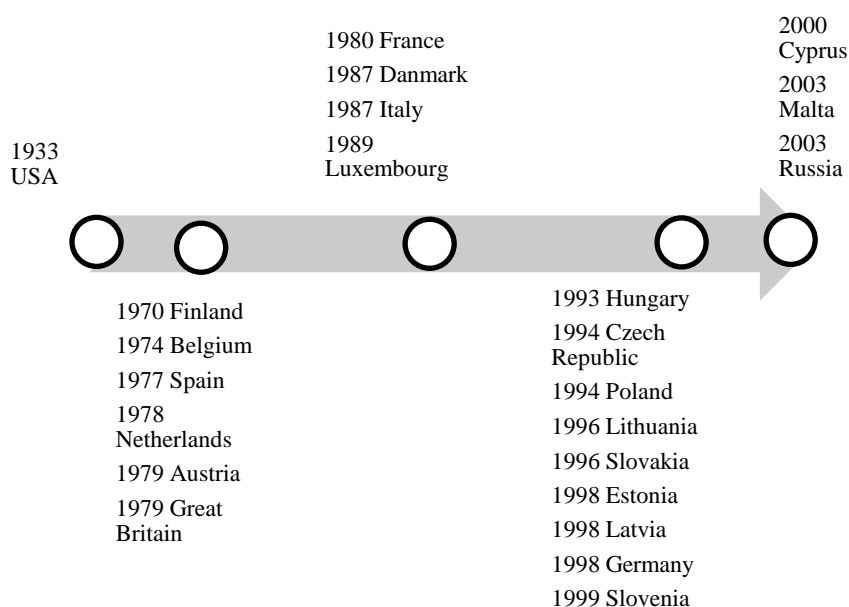 1933
USA
1970 Finland
1974 Belgium
1977 Spain
1978
Netherlands
1979 Austria
1979 Great
Britain
1980 France
1987 Danmark
1987 Italy
1989
Luxembourg
1993 Hungary
1994 Czech
Republic
1994 Poland
1996 Lithuania
1996 Slovakia
1998 Estonia
1998 Latvia
1998 Germany
1999 Slovenia
2000
Cyprus
2003
Malta
2003
Russia